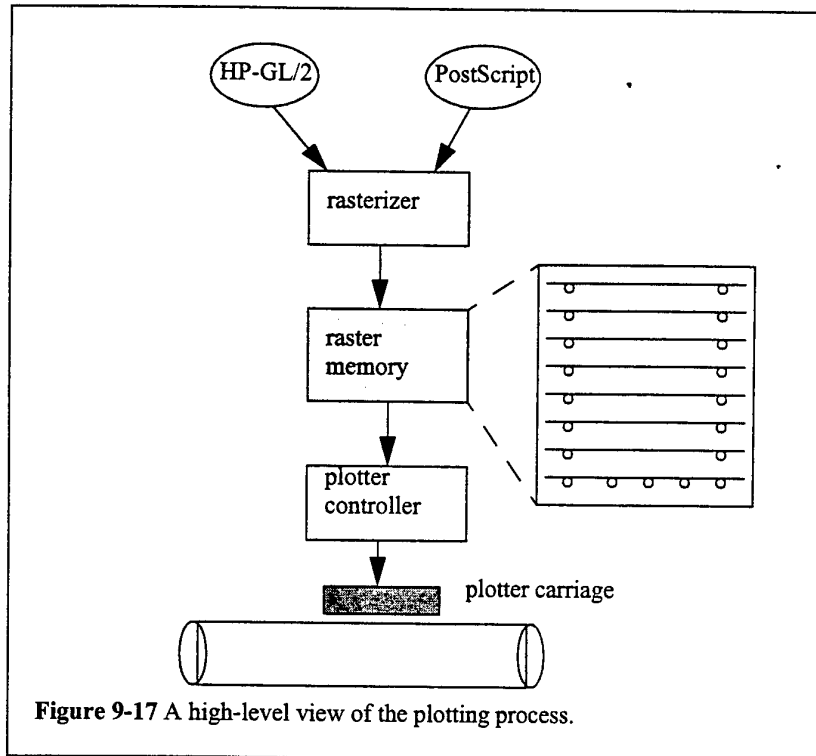 HP-GL/2
PostScript
rasterizer
raster
memory
plotter
controller
plotter carriage
Figure 9-17 A high-level view of the plotting process.